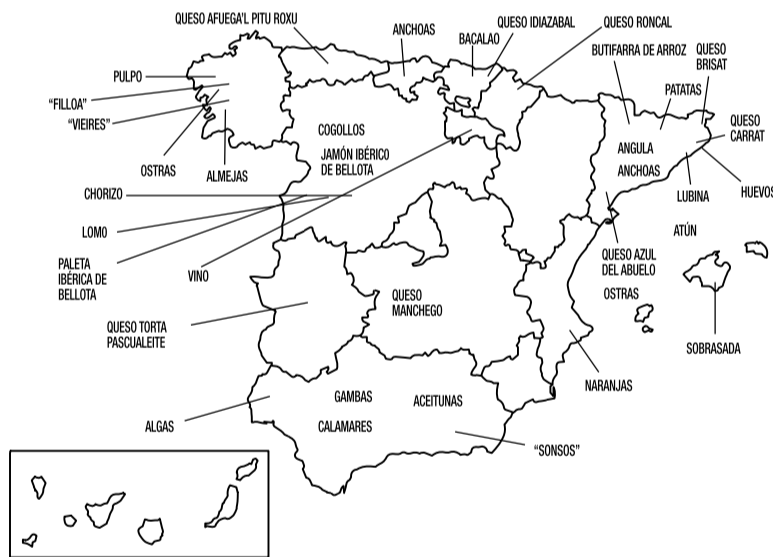 QUESO AFUEGA'L PITU ROXU
ANCHOAS
BACALAO
QUESO IDIAZABAL
QUESO RONCAL
BUTIFARRA DE ARROZ
QUESO
BRISAT
PULPO
PATATAS
"FILLOA"
"VIEIRES"
COGOLLOS
JAMÓN IBÉRICO
DE BELLOTA
ANGULA
ANCHOAS
QUESO
CARRAT
OSTRAS
ALMEJAS
CHORIZO
LUBINA
HUEVOS
LOMO
ATÚN
PALETA
IBÉRICA DE
BELLOTA
VINO
QUESO AZUL
DEL ABUELO
OSTRAS
QUESO
MANCHEGO
QUESO TORTA
PASCUALEITE
SOBRASADA
NARANJAS
GAMBAS
ACEITUNAS
ALGAS
CALAMARES
"SONSOS"